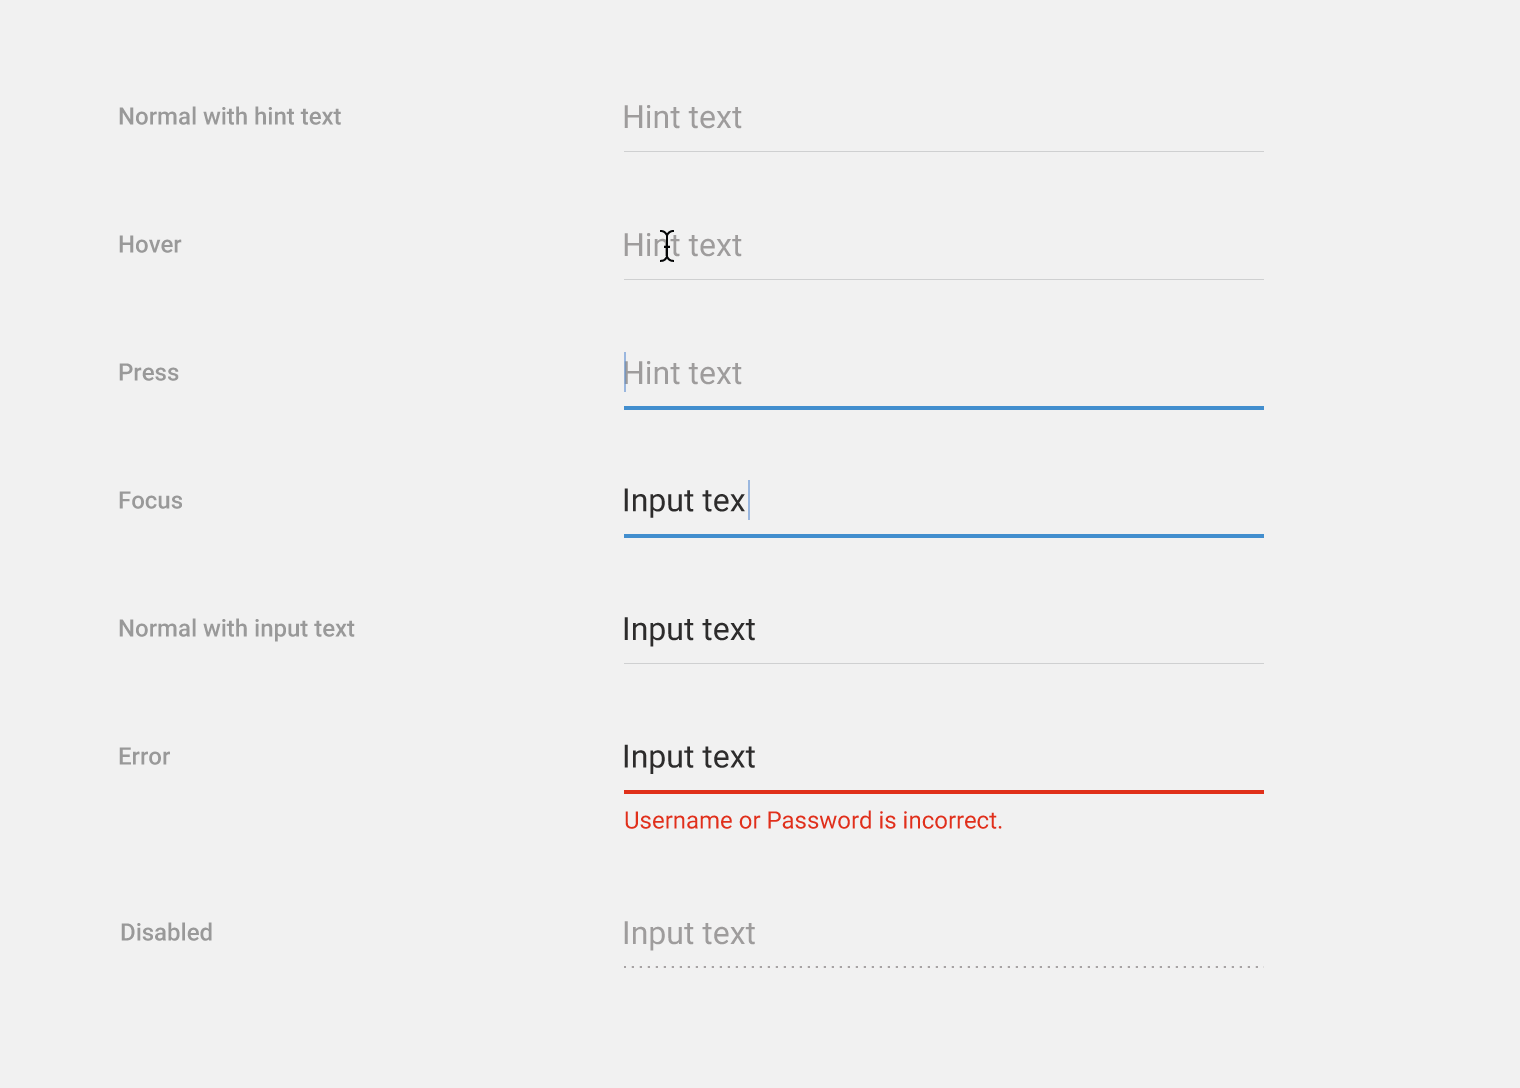 Normal with hint text Hint text
Hover Hint text
Press Hint text
Focus Input tex
Normal with input text Input text
Error Input text
Username or Password is incorrect.
Disabled Input text